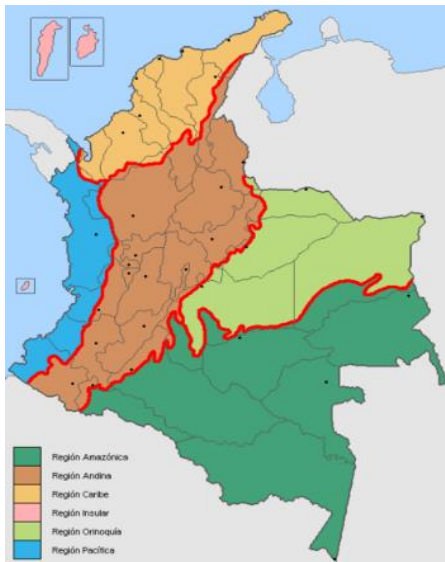 Región Amazónica
Región Andina
Región Caribe
Región Insular
Región Orinoquía
Región Pacífica